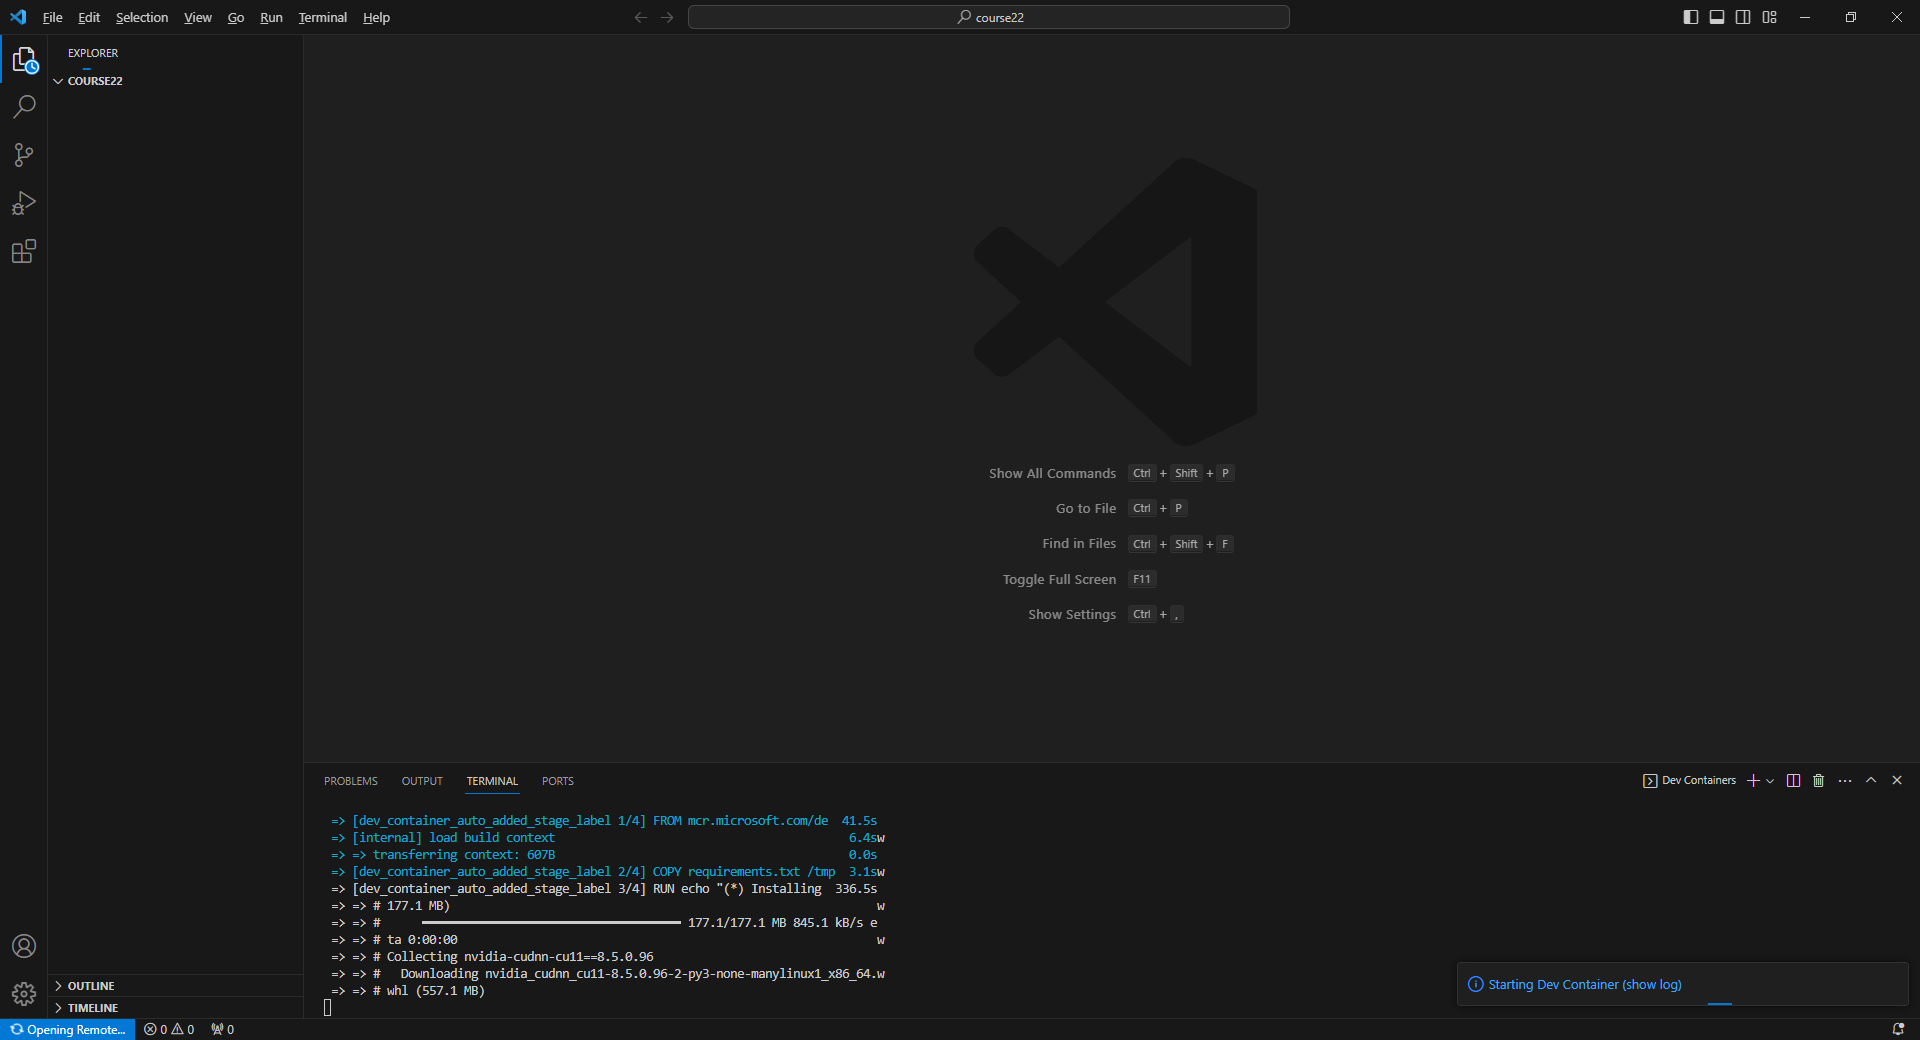 File Edit Selection View Go Run Terminal Help
course22
EXPLORER
COURSE22
Show All Commands Ctrl + Shift + P
Go to File Ctrl + P
Find in Files Ctrl + Shift + F
Toggle Full Screen F11
Show Settings Ctrl + ,
PROBLEMS OUTPUT TERMINAL PORTS
Dev Containers
=> [dev_container_auto_added_stage_label 1/4] FROM mcr.microsoft.com/de 41.5s
=> [internal] load build context 6.4sw
=> => transferring context: 607B 0.0s
=> [dev_container_auto_added_stage_label 2/4] COPY requirements.txt /tmp 3.1sw
=> [dev_container_auto_added_stage_label 3/4] RUN echo "(*) Installing 336.5s
=> => # 177.1 MB) w
=> => # 177.1/177.1 MB 845.1 kB/s e
=> => # ta 0:00:00 w
=> => # Collecting nvidia-cudnn-cu11==8.5.0.96
=> => # Downloading nvidia_cudnn_cu11-8.5.0.96-2-py3-none-manylinux1_x86_64.w
=> => # whl (557.1 MB)
OUTLINE
TIMELINE
Starting Dev Container (show log)
Opening Remote... 0 0 0